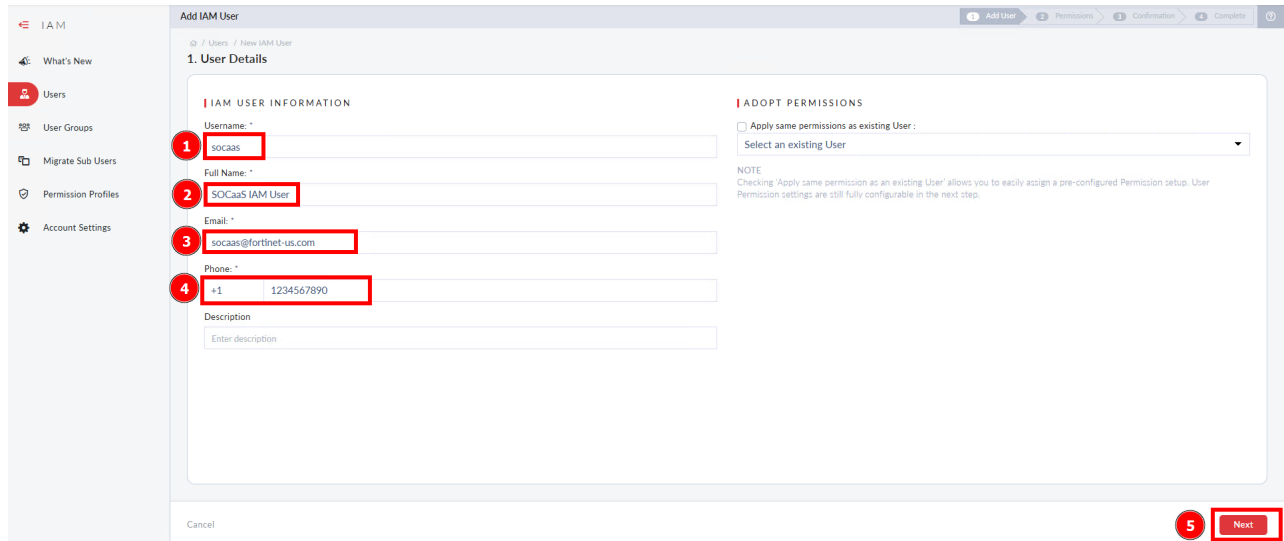 IAM
What's New
Users
User Groups
Migrate Sub Users
Permission Profiles
Account Settings
Add IAM User
1 Add User
2 Permissions
3 Confirmation
4 Complete
?
/ Users / New IAM User
1. User Details
IAM USER INFORMATION
Username: *
1
socaas
Full Name: *
2
SOCaaS IAM User
Email: *
3
socaas@fortinet-us.com
Phone: *
4
+1 1234567890
Description
Enter description
ADOPT PERMISSIONS
Apply same permissions as existing User :
Select an existing User
NOTE
Checking 'Apply same permission as an existing User' allows you to easily assign a pre-configured Permission setup. User
Permission settings are still fully configurable in the next step.
Cancel
5
Next